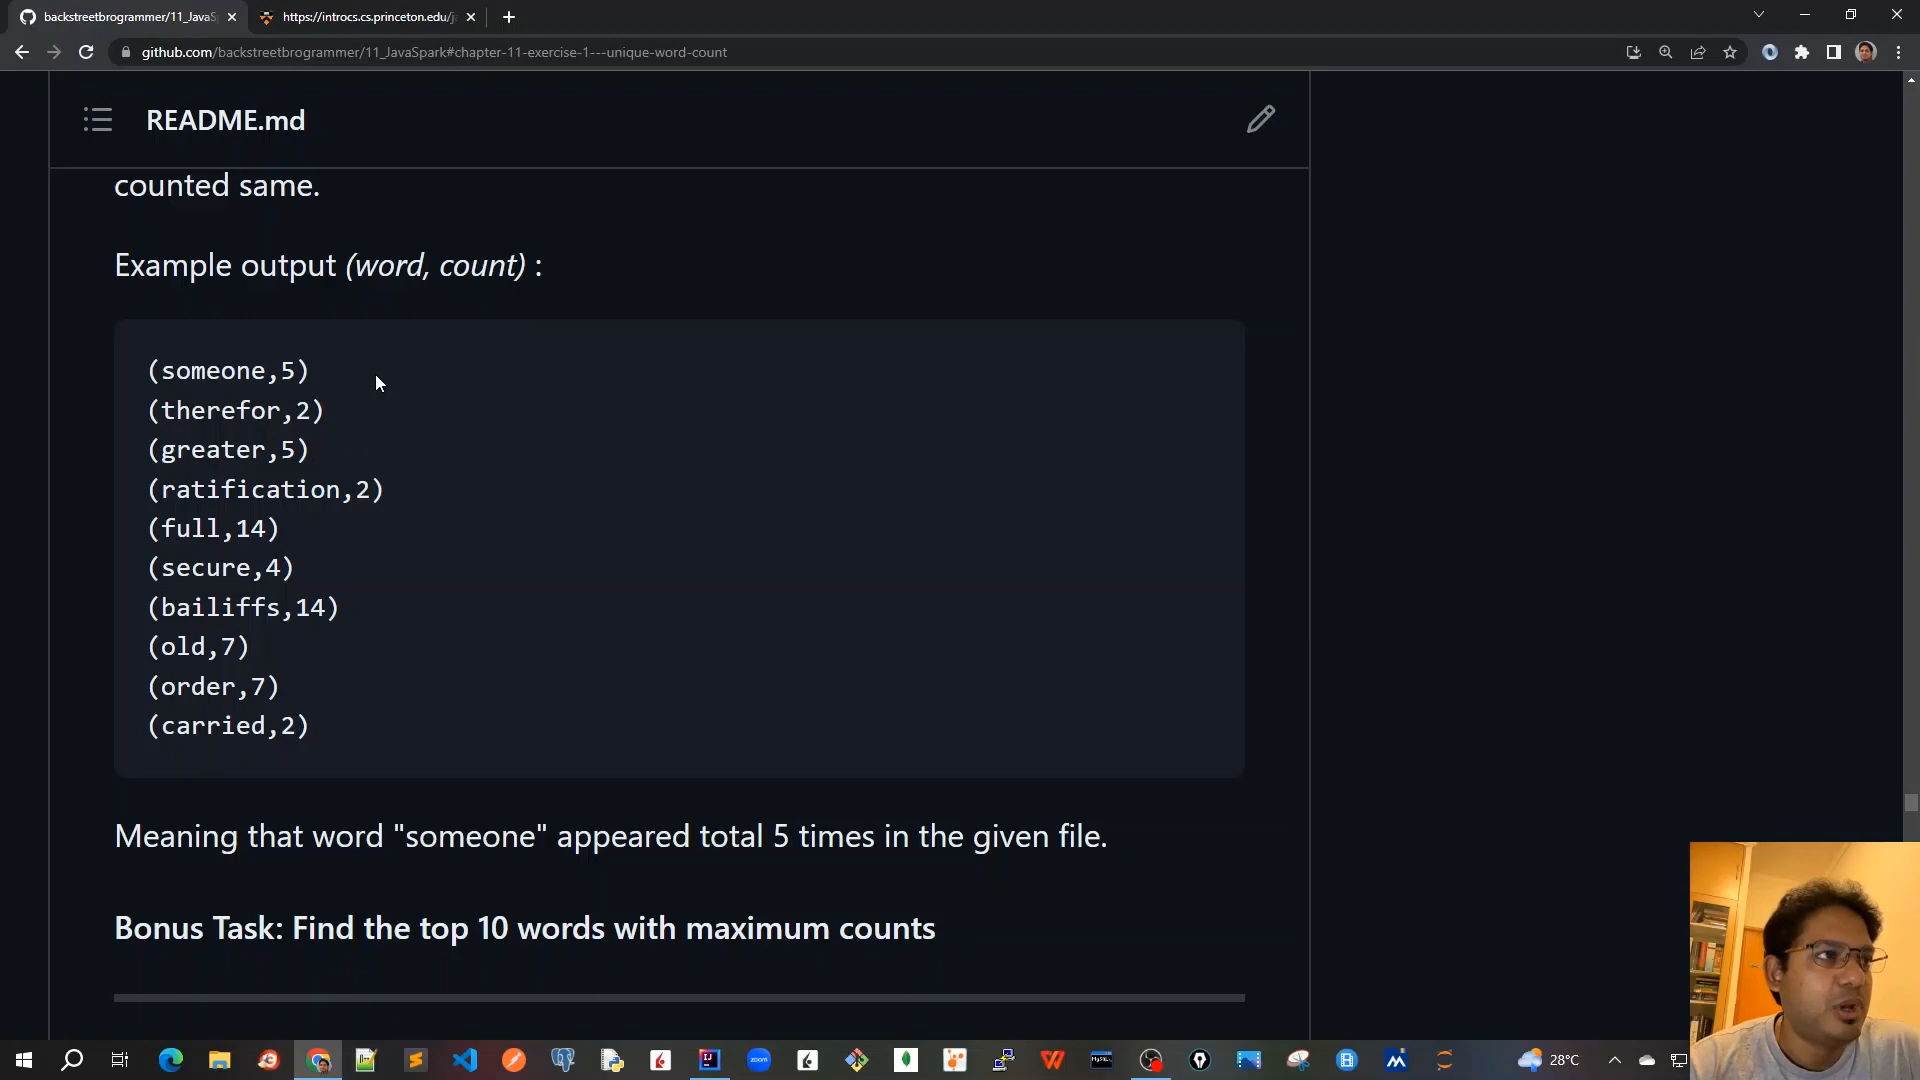 backstreetbrogrammer/11_JavaS
https://introcs.cs.princeton.edu/j
github.com/backstreetbrogrammer/11_JavaSpark#chapter-11-exercise-1---unique-word-count
README.md
counted same.
Example output (word, count) :
(someone,5)
(therefor,2)
(greater,5)
(ratification,2)
(full,14)
(secure,4)
(bailiffs,14)
(old,7)
(order,7)
(carried,2)
Meaning that word "someone" appeared total 5 times in the given file.
Bonus Task: Find the top 10 words with maximum counts
zoom
MySQL
28°C